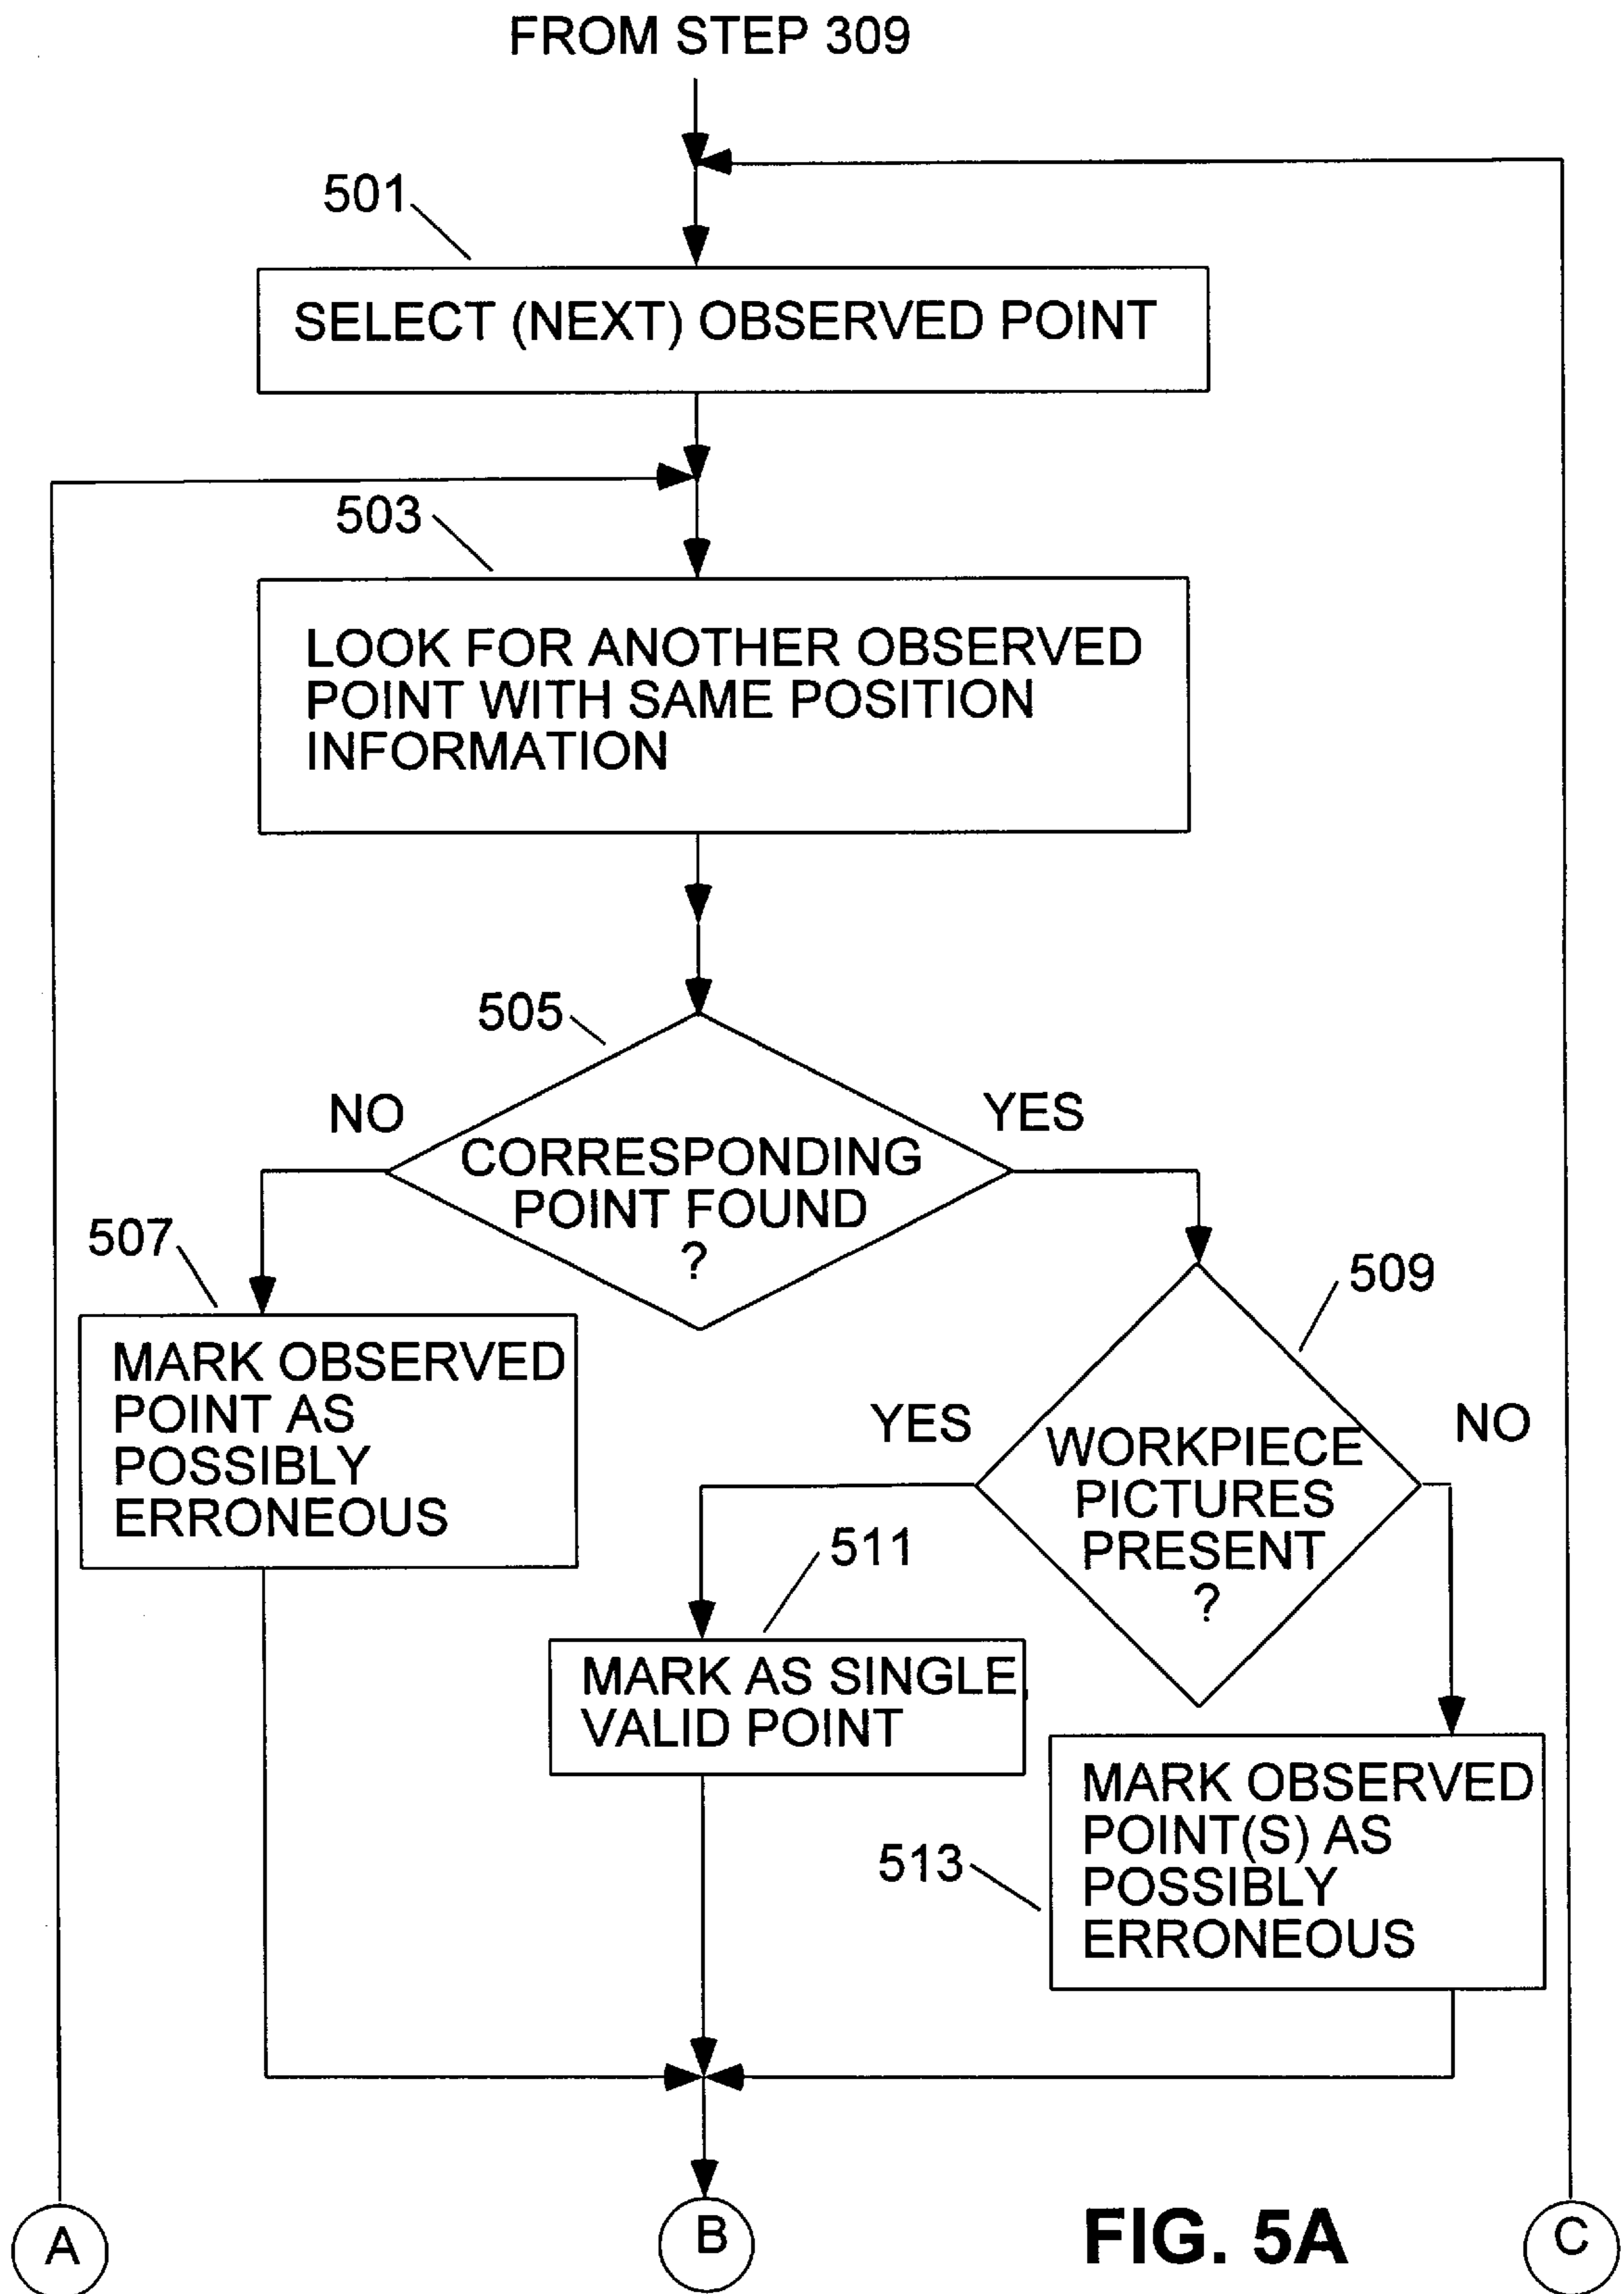 FROM STEP 309
501
SELECT (NEXT) OBSERVED POINT
503
LOOK FOR ANOTHER OBSERVED
POINT WITH SAME POSITION
INFORMATION
505
NO
YES
CORRESPONDING
POINT FOUND
?
507
MARK OBSERVED
POINT AS
POSSIBLY
ERRONEOUS
509
YES
NO
WORKPIECE
PICTURES
PRESENT
?
511
MARK AS SINGLE
VALID POINT
513
MARK OBSERVED
POINT(S) AS
POSSIBLY
ERRONEOUS
A
B
FIG. 5A
C